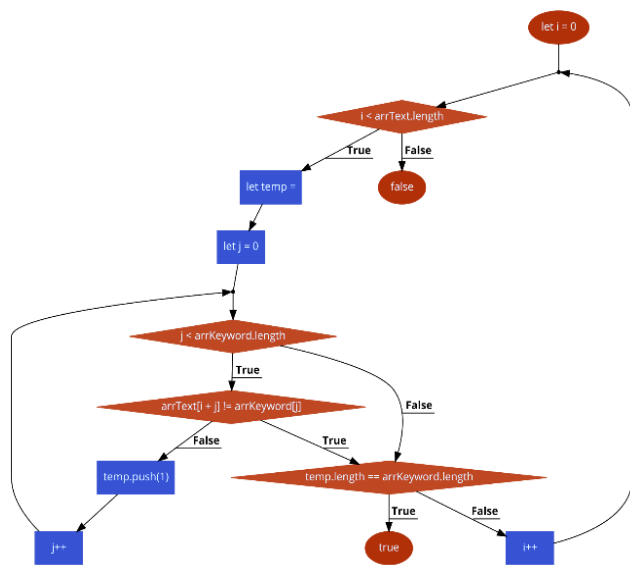 let i = 0
i < arrText.length
True
False
let temp =
false
let j = 0
j < arrKeyword.length
True
False
arrText[i + j] != arrKeyword[j]
False
True
temp.push(1)
temp.length == arrKeyword.length
True
False
j++
true
i++